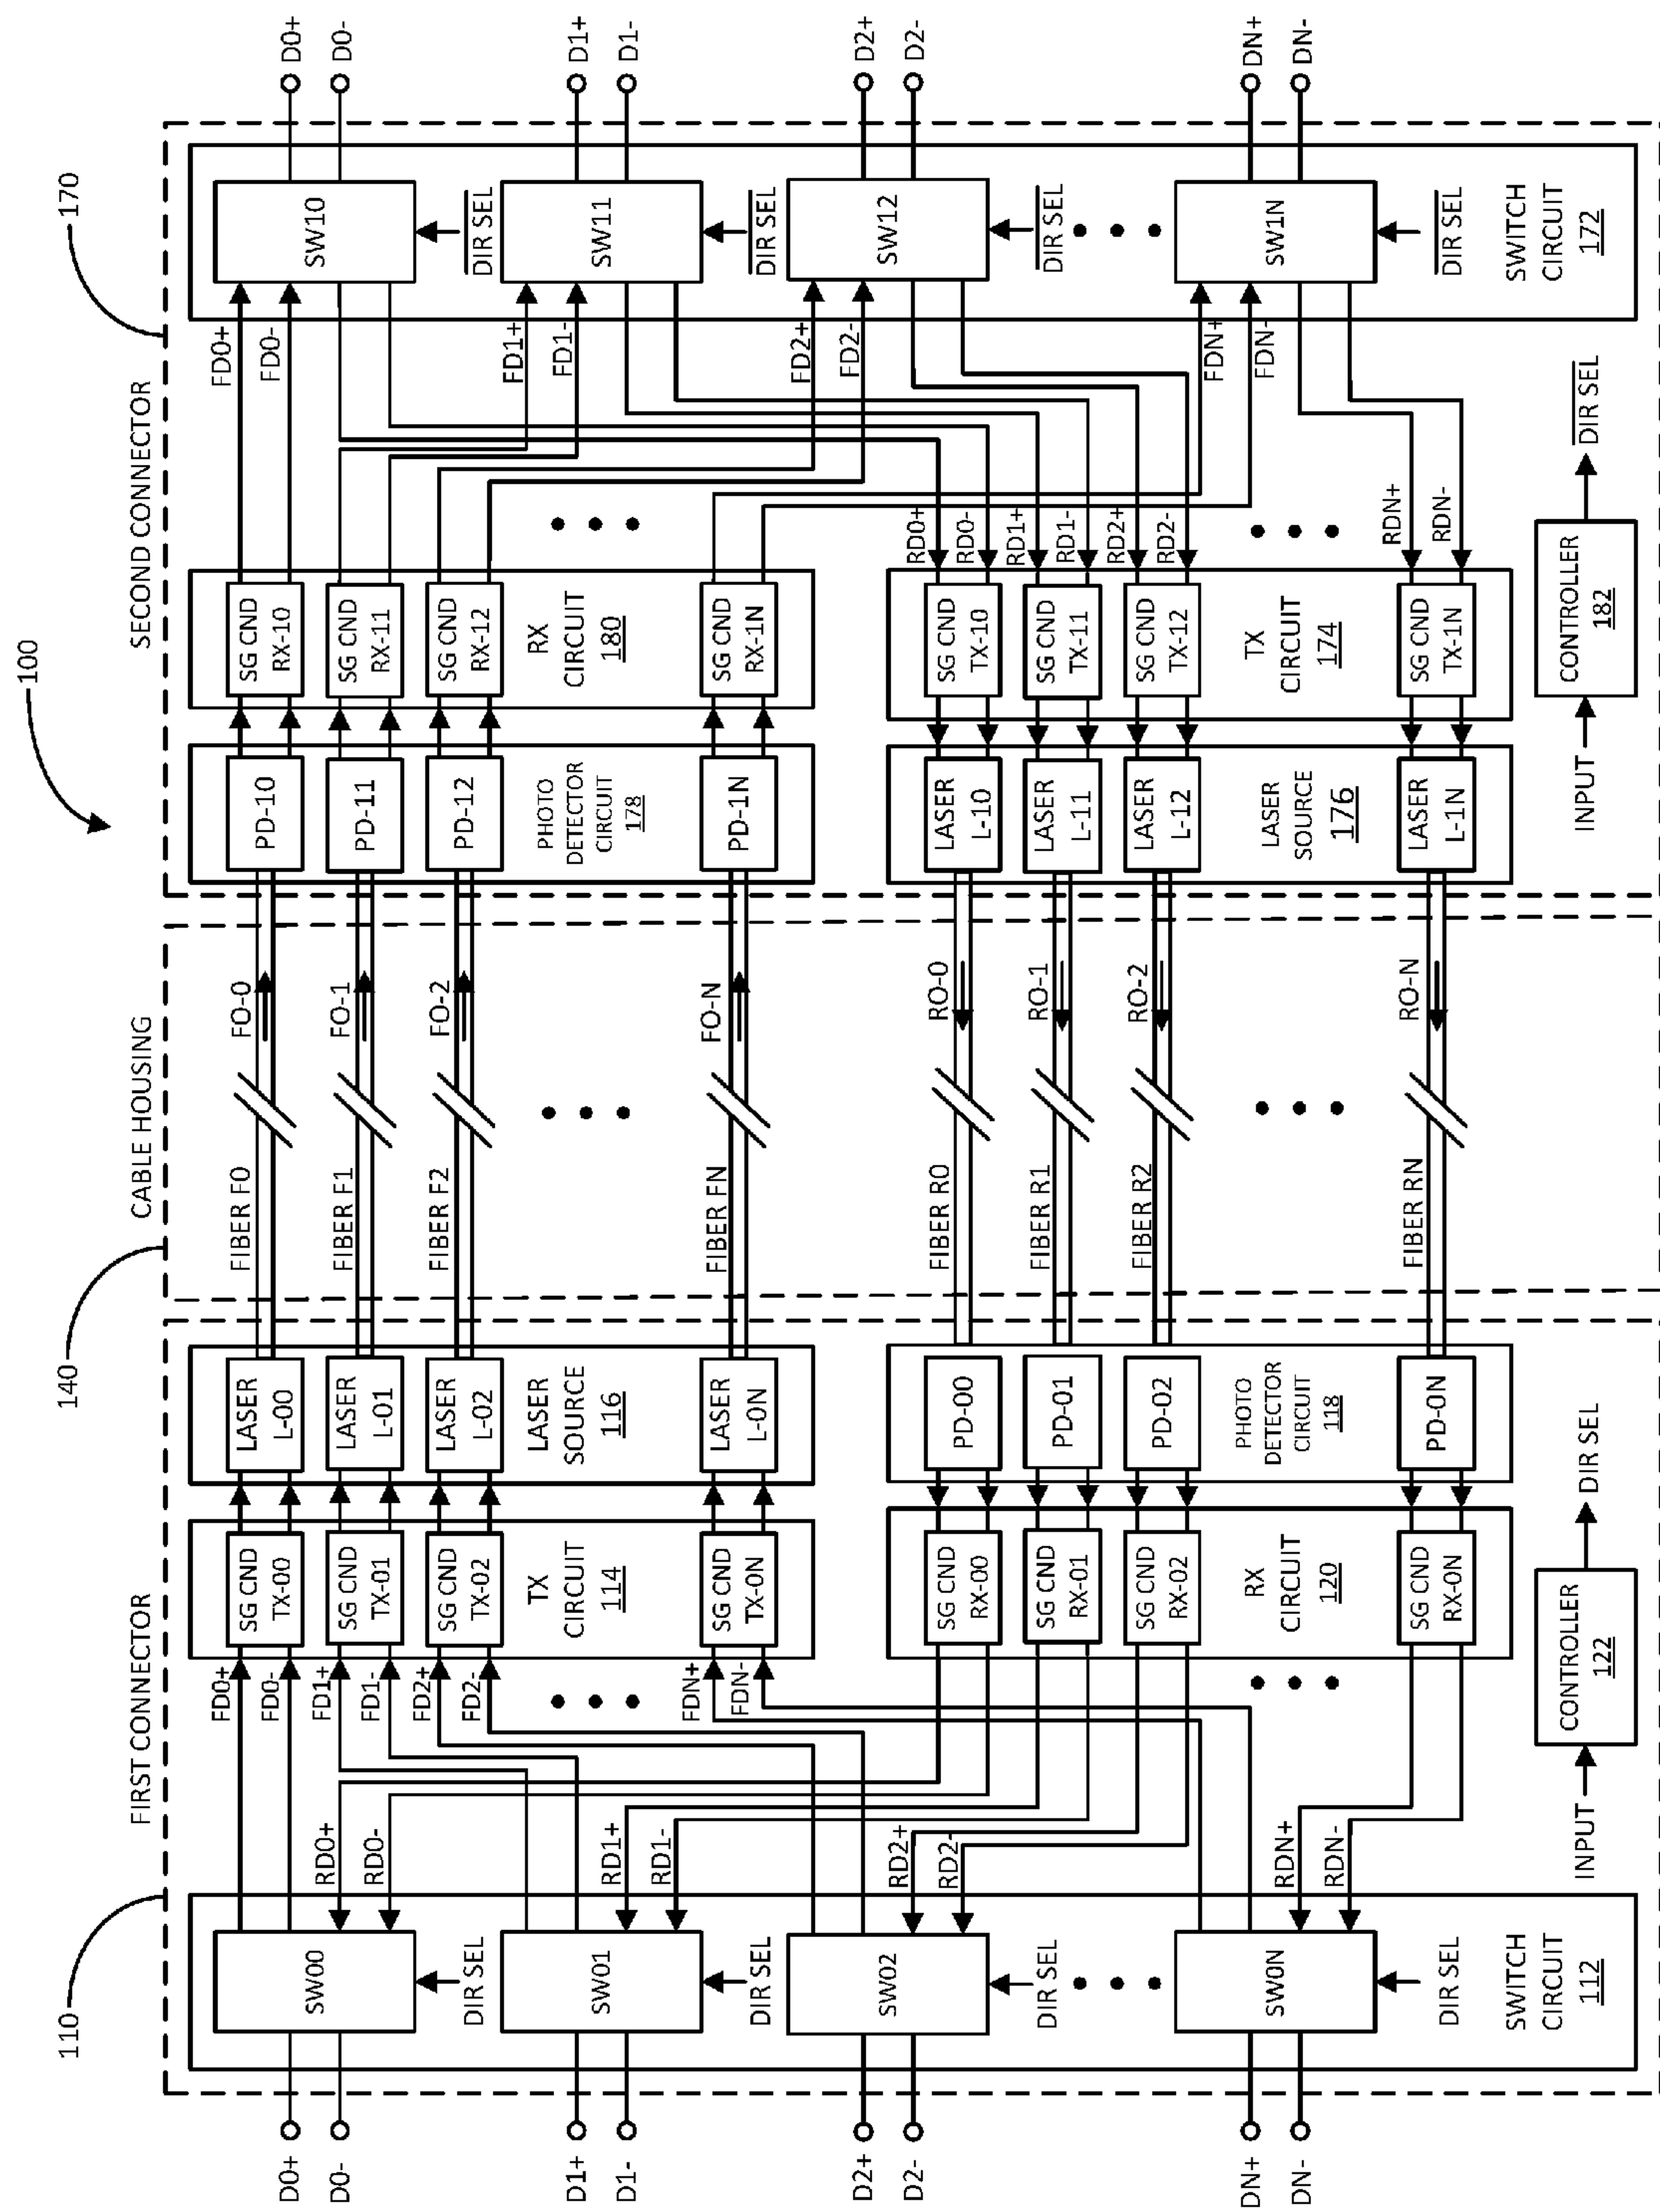 100
110
FIRST CONNECTOR
140
CABLE HOUSING
SECOND CONNECTOR
170
D0+
D0-
D1+
D1-
D2+
D2-
DN+
DN-
SW00
DIR SEL
SW01
DIR SEL
SW02
DIR SEL
SW0N
DIR SEL
SWITCH
CIRCUIT
112
FD0+
FD0-
RD0+
RD0-
FD1+
FD1-
RD1+
RD1-
FD2+
FD2-
RD2+
RD2-
FDN+
FDN-
RDN+
RDN-
SG CND
TX-00
SG CND
TX-01
SG CND
TX-02
TX
CIRCUIT
114
SG CND
TX-0N
LASER
L-00
LASER
L-01
LASER
L-02
LASER
SOURCE
116
LASER
L-0N
SG CND
RX-00
SG CND
RX-01
SG CND
RX-02
RX
CIRCUIT
120
SG CND
RX-0N
PD-00
PD-01
PD-02
PHOTO
DETECTOR
CIRCUIT
118
PD-0N
INPUT
CONTROLLER
122
DIR SEL
FIBER F0
FO-0
FIBER F1
FO-1
FIBER F2
FO-2
FIBER FN
FO-N
FIBER R0
RO-0
FIBER R1
RO-1
FIBER R2
RO-2
FIBER RN
RO-N
PD-10
PD-11
PD-12
PHOTO
DETECTOR
CIRCUIT
178
PD-1N
SG CND
RX-10
SG CND
RX-11
SG CND
RX-12
RX
CIRCUIT
180
SG CND
RX-1N
LASER
L-10
LASER
L-11
LASER
L-12
LASER
SOURCE
176
LASER
L-1N
SG CND
TX-10
SG CND
TX-11
SG CND
TX-12
TX
CIRCUIT
174
SG CND
TX-1N
INPUT
CONTROLLER
182
DIR SEL
FD0+
FD0-
FD1+
FD1-
FD2+
FD2-
FDN+
FDN-
RD0+
RD0-
RD1+
RD1-
RD2+
RD2-
RDN+
RDN-
SW10
DIR SEL
SW11
DIR SEL
SW12
DIR SEL
SW1N
DIR SEL
SWITCH
CIRCUIT
172
D0+
D0-
D1+
D1-
D2+
D2-
DN+
DN-